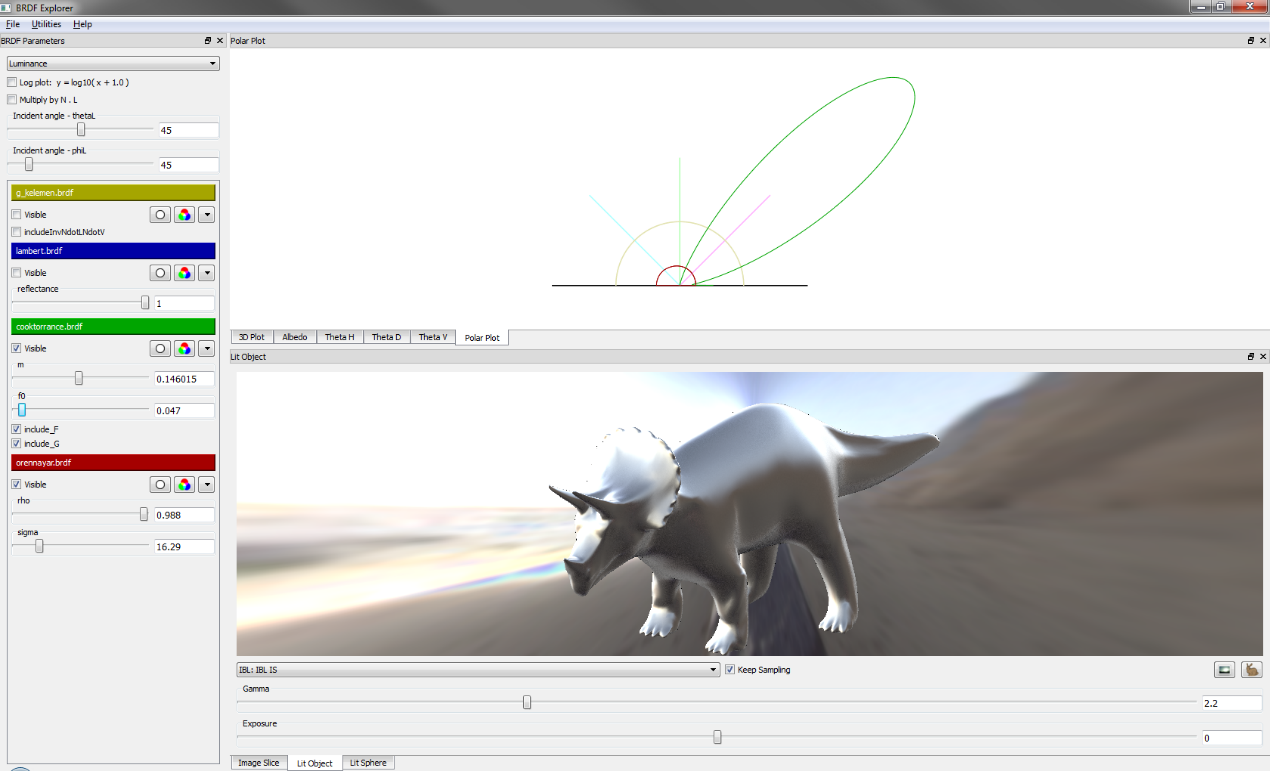 BRDF Explorer
File Utilities Help
BRDF Parameters
Luminance
Log plot: y = log10( x + 1.0 )
Multiply by N . L
Incident angle - thetaL
45
Incident angle - phiL
45
g_kelemen.brdf
Visible
includeInvNdotLNdotV
lambert.brdf
Visible
reflectance
1
cooktorrance.brdf
Visible
m
0.146015
f0
0.047
include_F
include_G
orennayar.brdf
Visible
rho
0.988
sigma
16.29
Polar Plot
3D Plot Albedo Theta H Theta D Theta V Polar Plot
Lit Object
IBL: IBL IS Keep Sampling
Gamma
2.2
Exposure
0
Image Slice Lit Object Lit Sphere